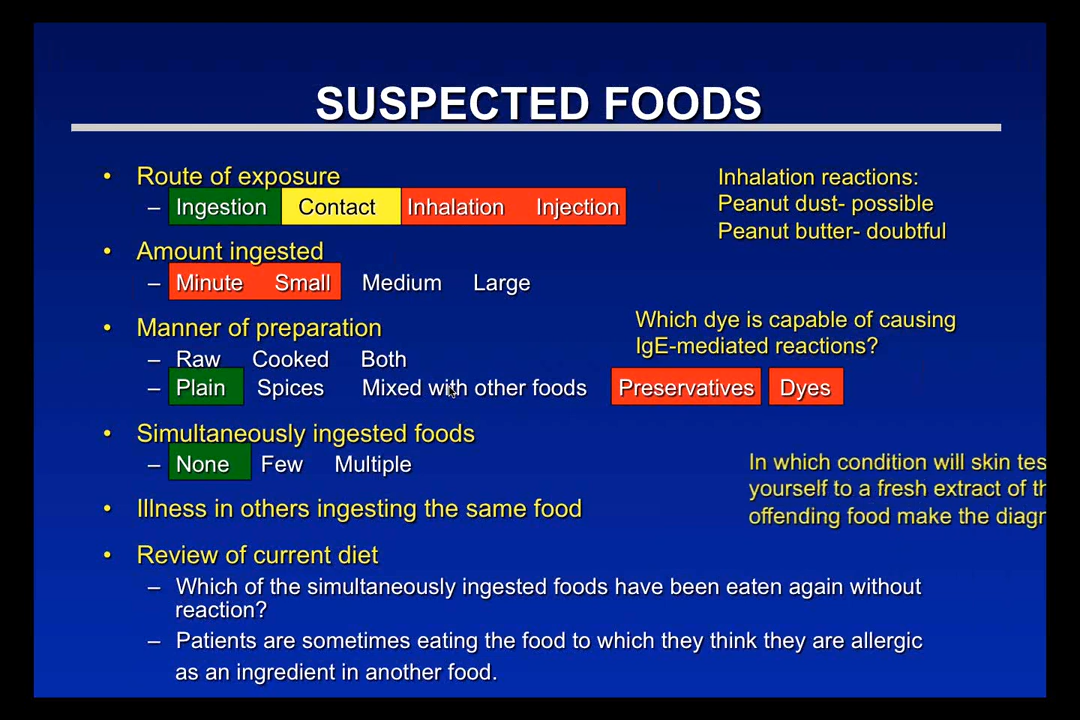 SUSPECTED FOODS
• Route of exposure
– Ingestion Contact Inhalation Injection
Inhalation reactions:
Peanut dust- possible
Peanut butter- doubtful
• Amount ingested
– Minute Small Medium Large
• Manner of preparation
– Raw Cooked Both
– Plain Spices Mixed with other foods Preservatives Dyes
Which dye is capable of causing
IgE-mediated reactions?
• Simultaneously ingested foods
– None Few Multiple
In which condition will skin tes
yourself to a fresh extract of th
offending food make the diagn
• Illness in others ingesting the same food
• Review of current diet
– Which of the simultaneously ingested foods have been eaten again without
reaction?
– Patients are sometimes eating the food to which they think they are allergic
as an ingredient in another food.